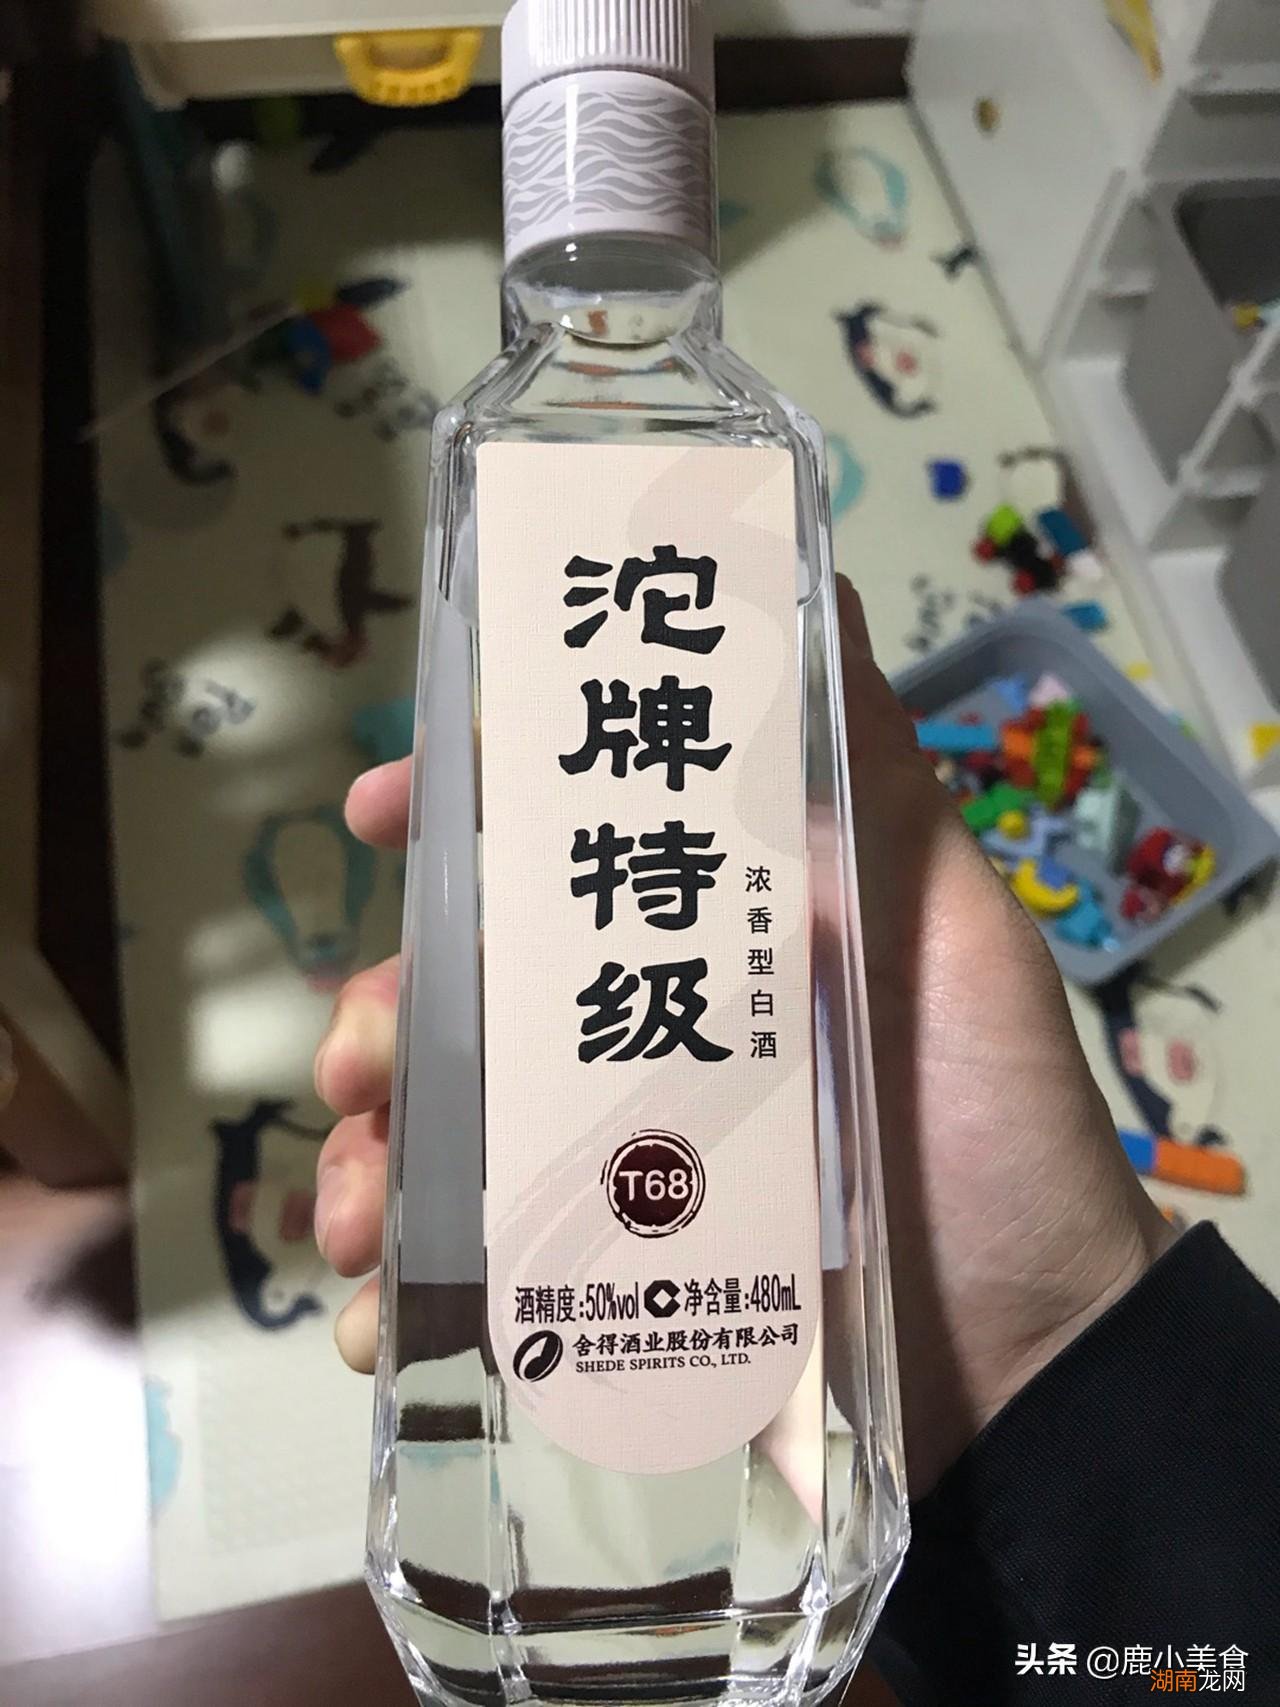 沱牌特级
浓香型白酒
T68
酒精度:50%vol 净含量:480mL
舍得酒业股份有限公司
SHEDE SPIRITS CO., LTD.
头条 @鹿小美食
湖南龙网